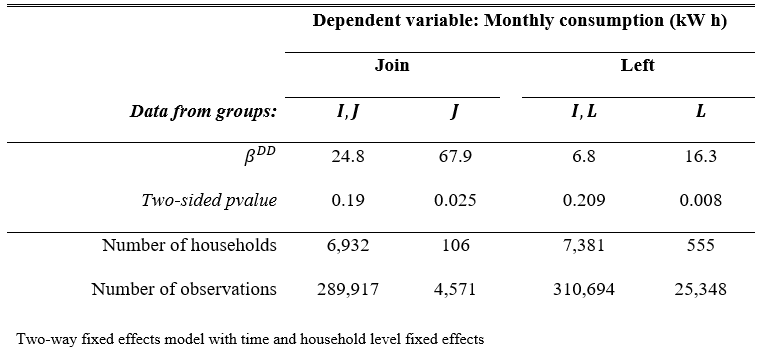 Dependent variable: Monthly consumption (kW h)
Join Left
Data from groups: I, J J I, L L
β^DD 24.8 67.9 6.8 16.3
Two-sided pvalue 0.19 0.025 0.209 0.008
Number of households 6,932 106 7,381 555
Number of observations 289,917 4,571 310,694 25,348
Two-way fixed effects model with time and household level fixed effects